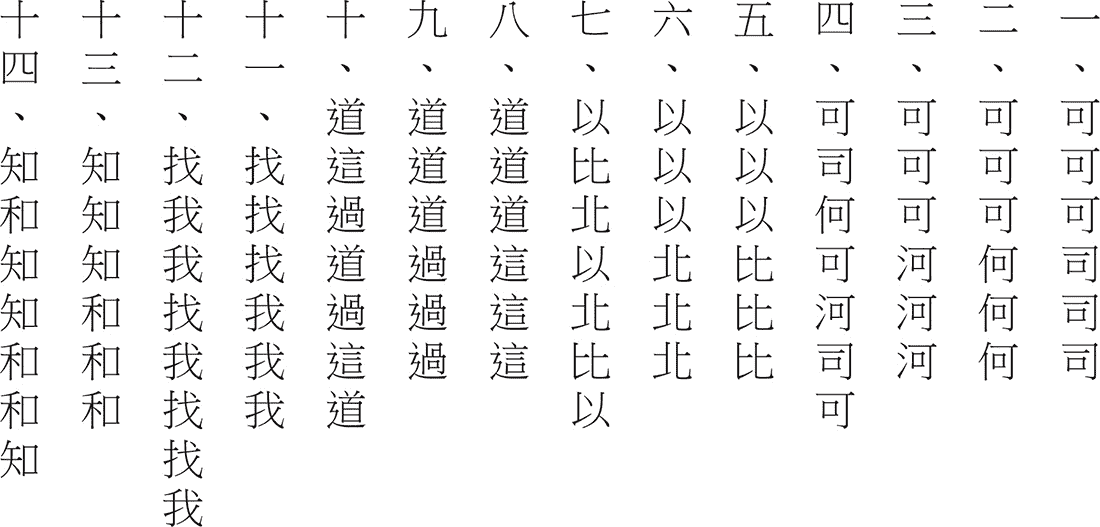 一、可可可司司司
二、可可可何何何
三、可可可河河河
四、可司何可河司可
五、以以以比比比
六、以以以北北北
七、以比北以北比以
八、道道道這這這
九、道道道過過過
十、道這過道過這道
十一、找找找我我我
十二、找我我找我找找我
十三、知知知和和和
十四、知和知知和和知